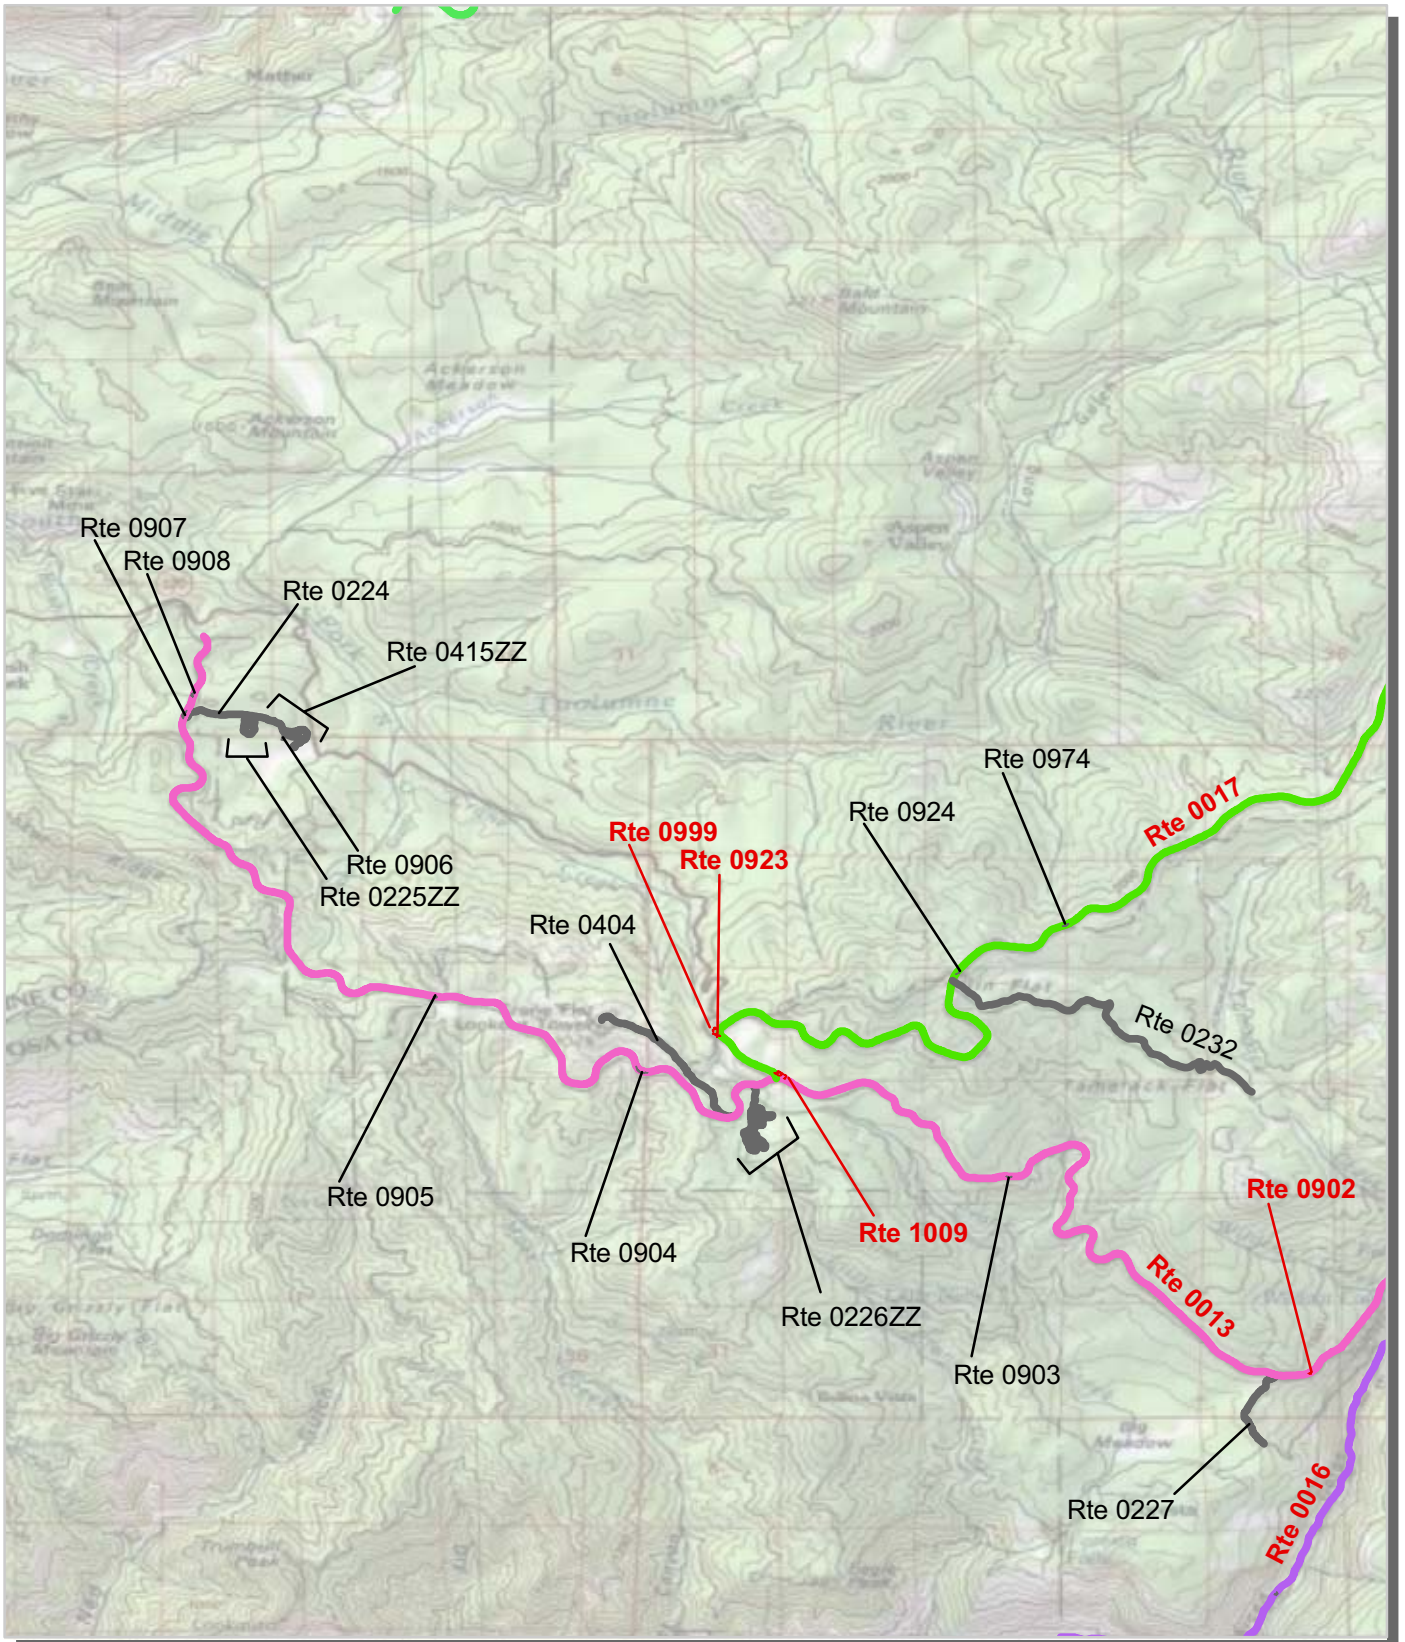 Mather
Tuolumne
Middle
Bald
Mountain
Ackerson
Meadow
Ackerson
Creek
Ackerson
Mountain
Aspen
Valley
Long
Aspen
Valley
Rte 0907
Rte 0908
Rte 0224
Rte 0415ZZ
Tuolumne
River
Rte 0974
Rte 0017
Rte 0924
Rte 0999
Rte 0923
Rte 0906
Rte 0225ZZ
Rte 0404
Rte 0232
Rte 0905
Rte 0902
Rte 1009
Rte 0904
Rte 0013
Rte 0226ZZ
Rte 0903
Big
Meadow
Rte 0227
Rte 0016